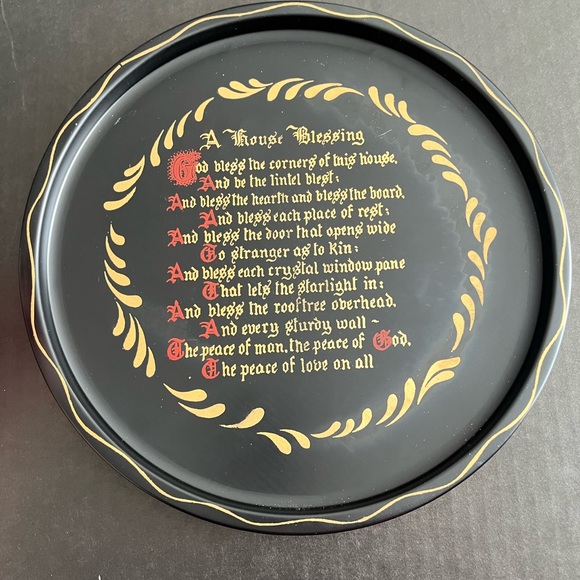 A House Blessing
God bless the corners of this house,
And be the lintel blest;
And bless the hearth and bless the board,
And bless each place of rest;
And bless the door that opens wide
To stranger as to kin;
And bless each crystal window pane
That lets the starlight in;
And bless the rooftree overhead,
And every sturdy wall ~
The peace of man, the peace of God,
The peace of love on all